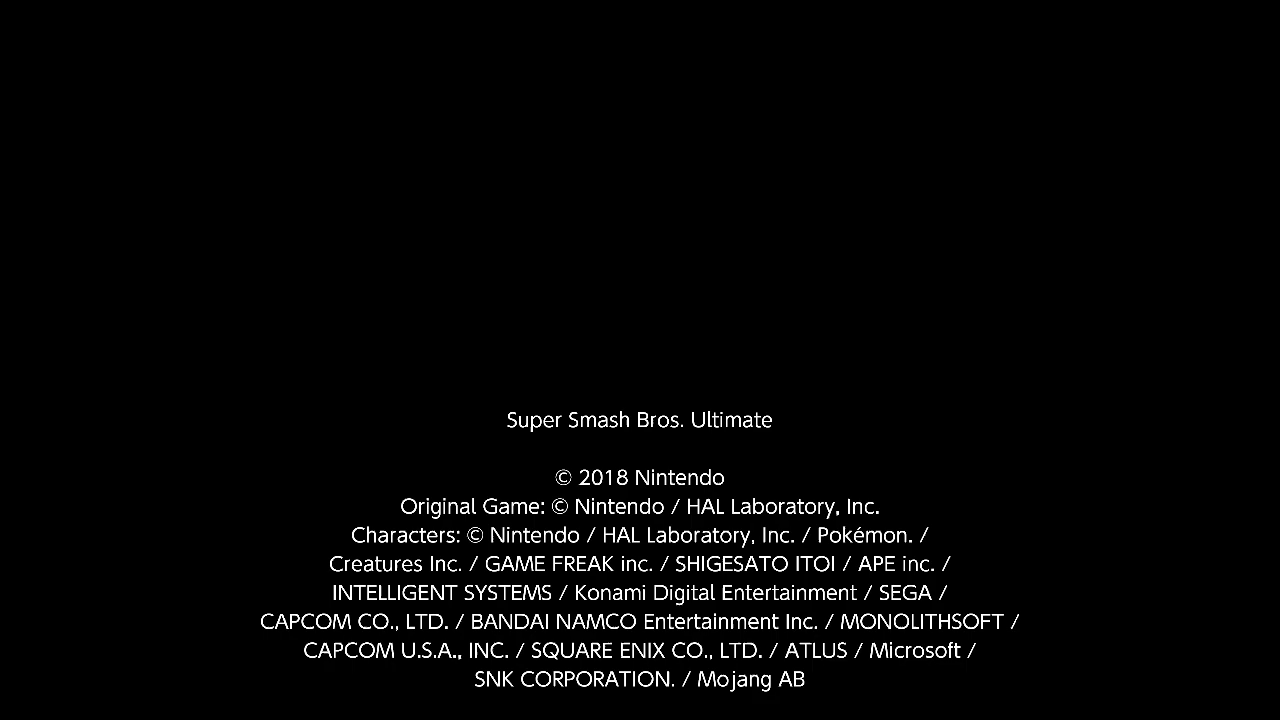 Super Smash Bros. Ultimate
© 2018 Nintendo
Original Game: © Nintendo / HAL Laboratory, Inc.
Characters: © Nintendo / HAL Laboratory, Inc. / Pokémon. /
Creatures Inc. / GAME FREAK inc. / SHIGESATO ITOI / APE inc. /
INTELLIGENT SYSTEMS / Konami Digital Entertainment / SEGA /
CAPCOM CO., LTD. / BANDAI NAMCO Entertainment Inc. / MONOLITHSOFT /
CAPCOM U.S.A., INC. / SQUARE ENIX CO., LTD. / ATLUS / Microsoft /
SNK CORPORATION. / Mojang AB